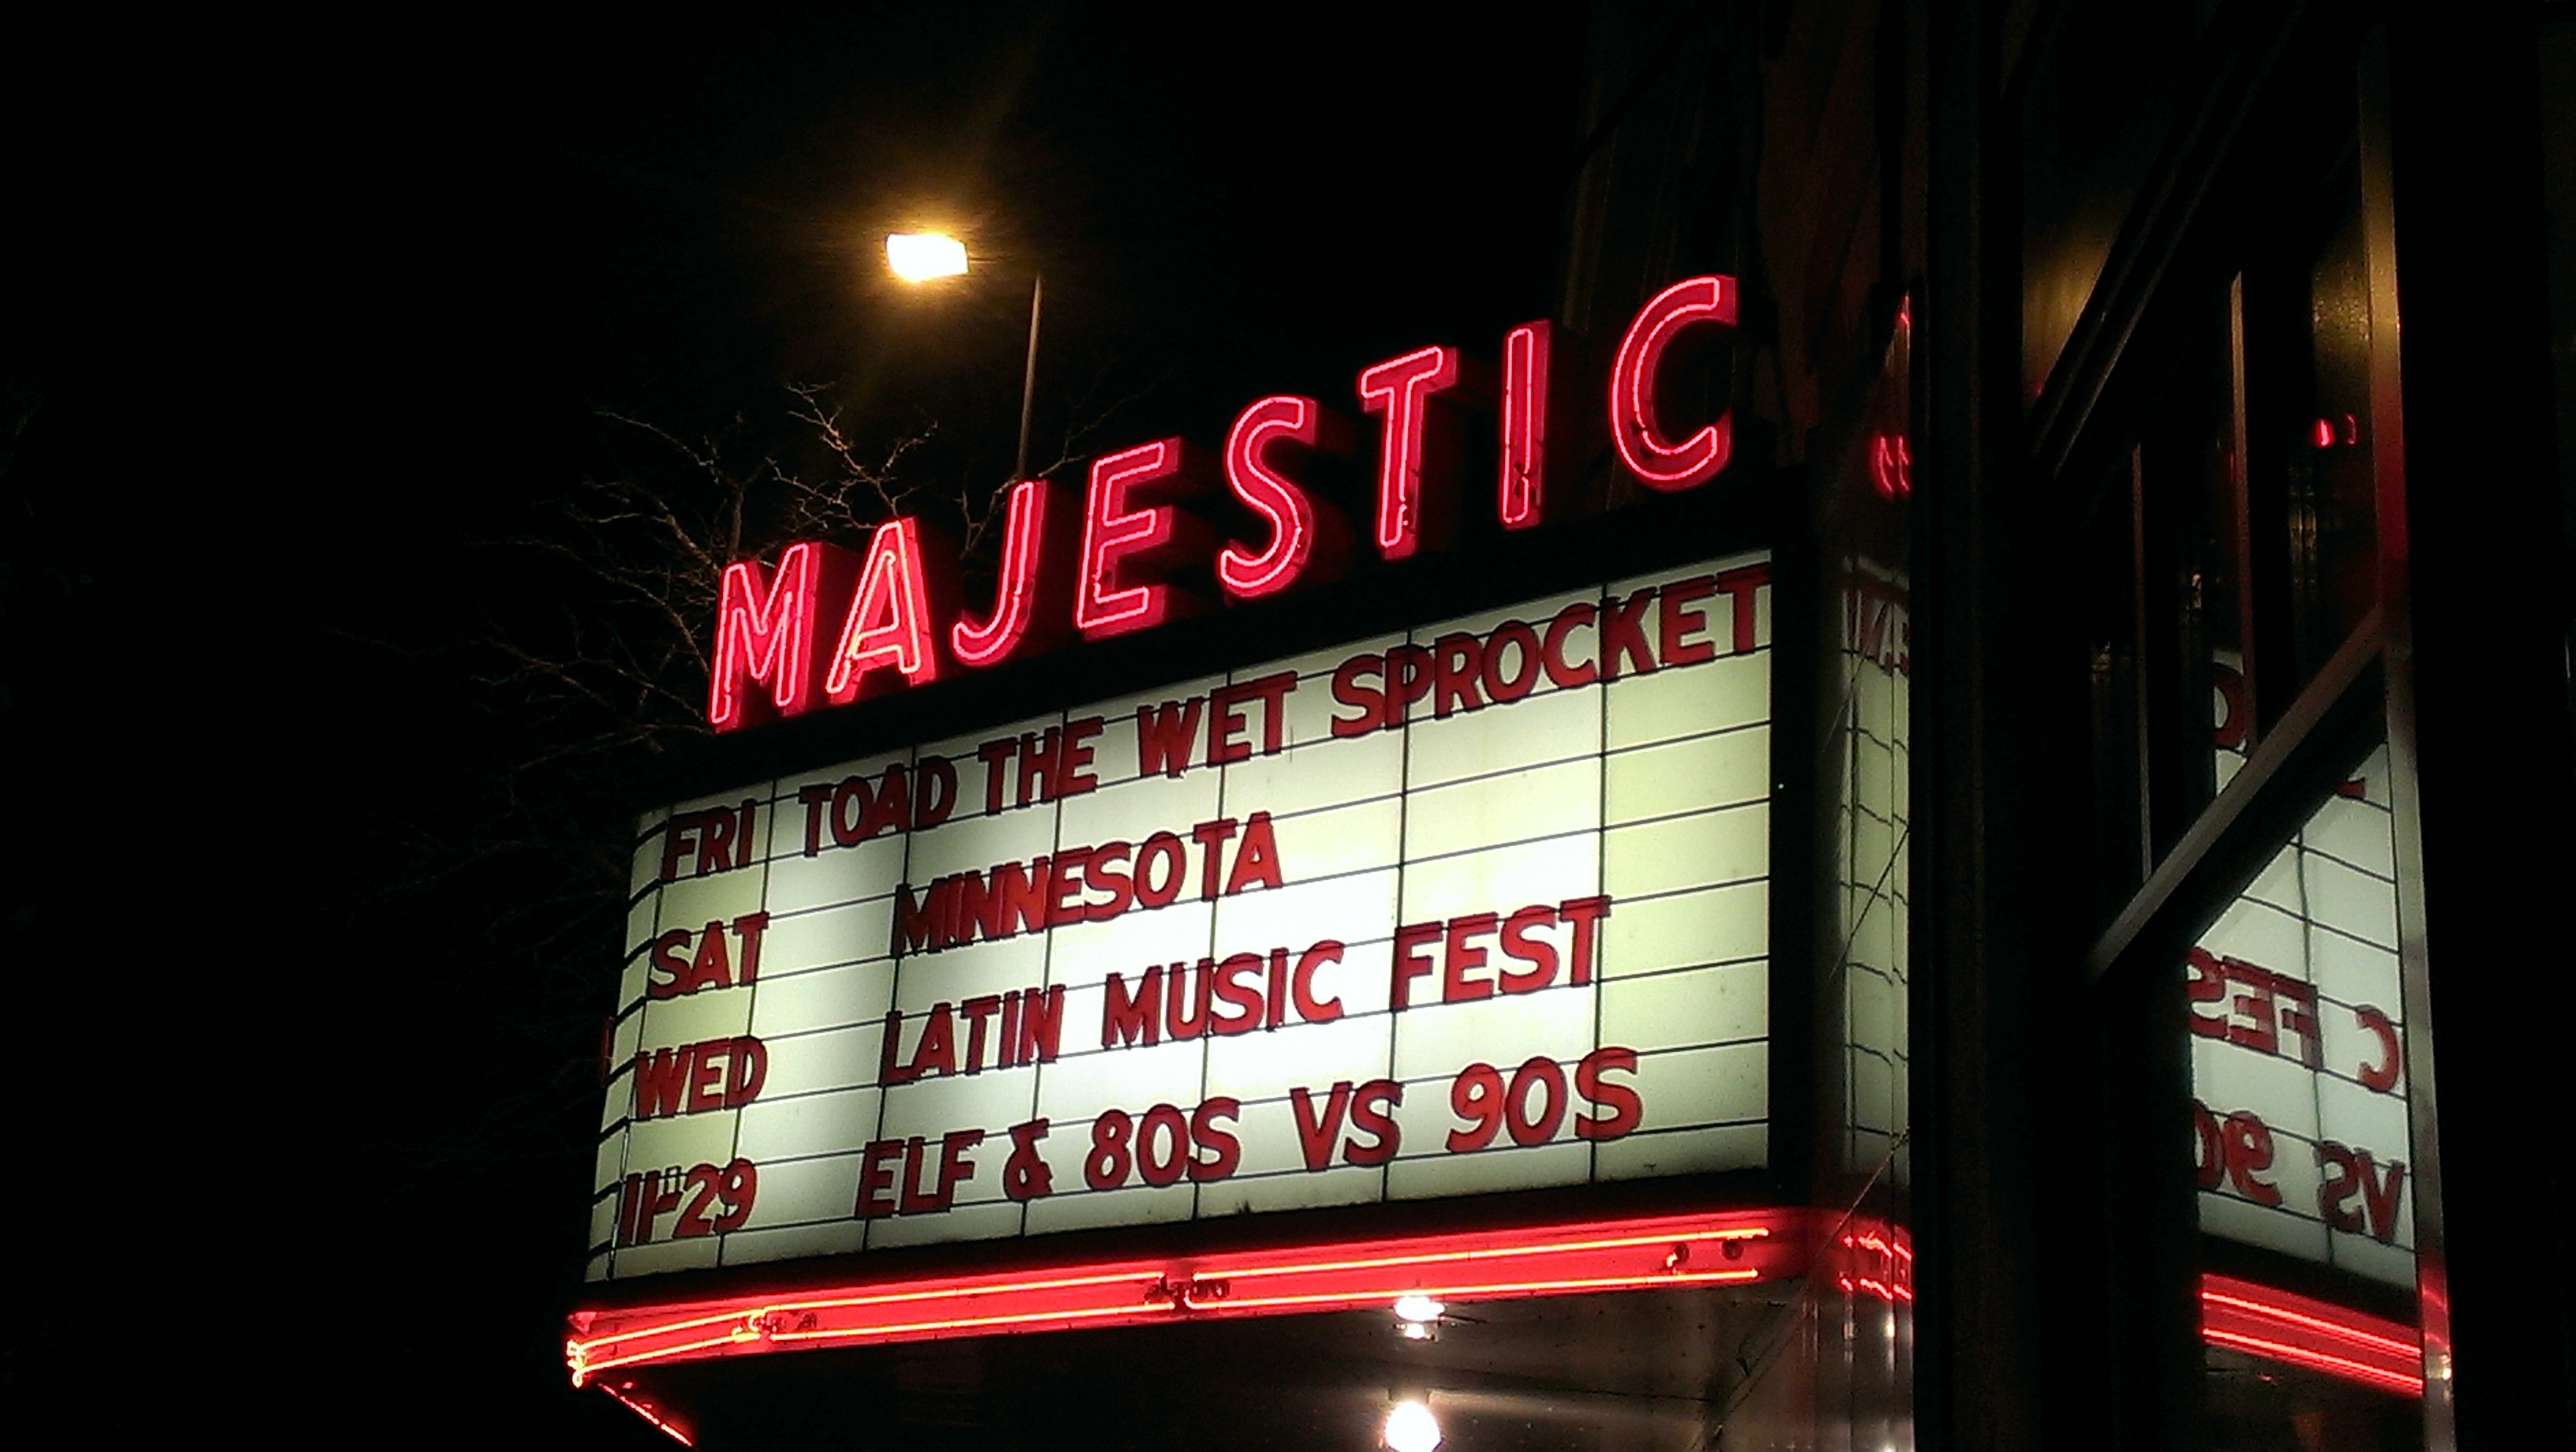 MAJESTIC
FRI TOAD THE WET SPROCKET
SAT MINNESOTA
WED LATIN MUSIC FEST
11-29 ELF & 80S VS 90S